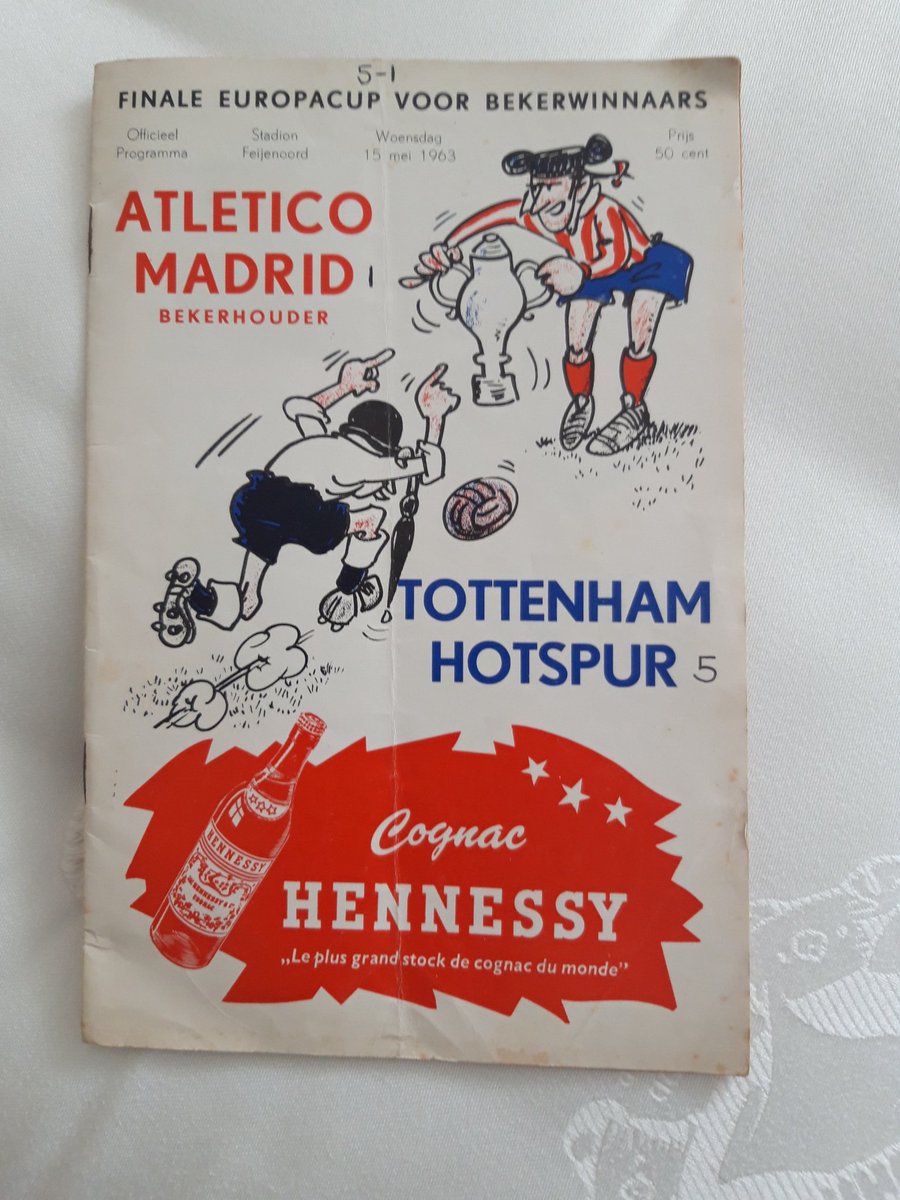 5-1
FINALE EUROPACUP VOOR BEKERWINNAARS
Officieel Programma
Stadion Feijenoord
Woensdag 15 mei 1963
Prijs 50 cent
ATLETICO
MADRID 1
BEKERHOUDER
TOTTENHAM
HOTSPUR 5
HENNESSY
Cognac
HENNESSY
„Le plus grand stock de cognac du monde”